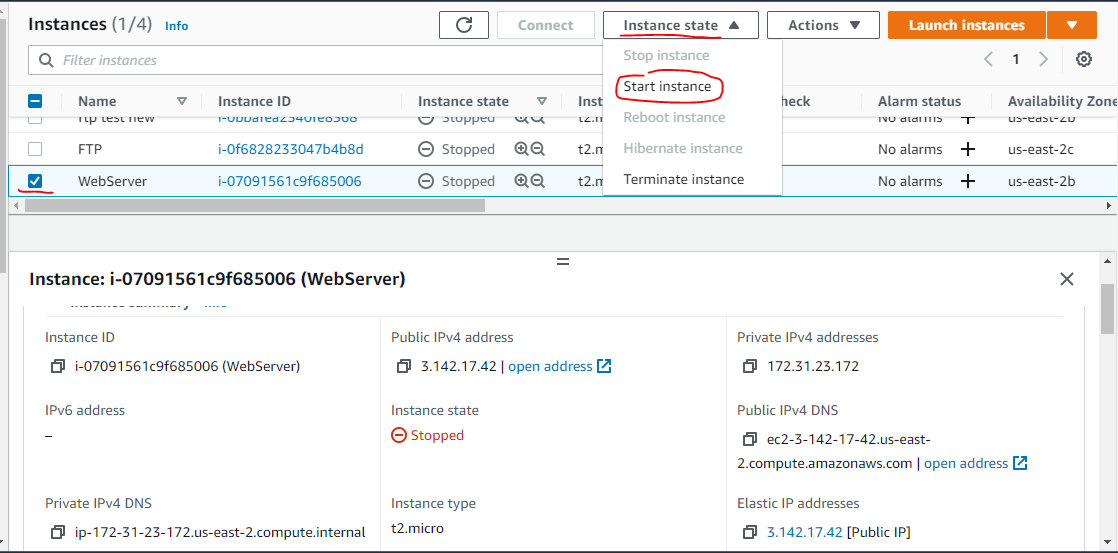 Instances (1/4) Info Connect Instance state Actions Launch instances
Filter instances 1
Stop instance
Start instance
Reboot instance
Hibernate instance
Terminate instance
Name Instance ID Instance state Alarm status Availability Zone
ftp test new Stopped No alarms + us-east-2b
FTP i-0f6828233047b4b8d Stopped t2.m No alarms + us-east-2c
WebServer i-07091561c9f685006 Stopped t2.m No alarms + us-east-2b
Instance: i-07091561c9f685006 (WebServer)
Instance ID
i-07091561c9f685006 (WebServer)
Public IPv4 address
3.142.17.42 | open address
Private IPv4 addresses
172.31.23.172
IPv6 address
–
Instance state
Stopped
Public IPv4 DNS
ec2-3-142-17-42.us-east-
2.compute.amazonaws.com | open address
Private IPv4 DNS
ip-172-31-23-172.us-east-2.compute.internal
Instance type
t2.micro
Elastic IP addresses
3.142.17.42 [Public IP]